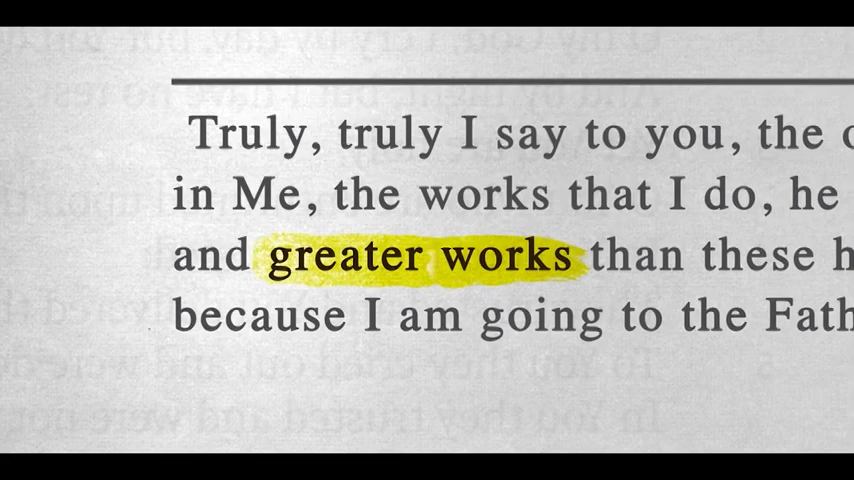 Truly, truly I say to you, the
in Me, the works that I do, he
and greater works than these
because I am going to the